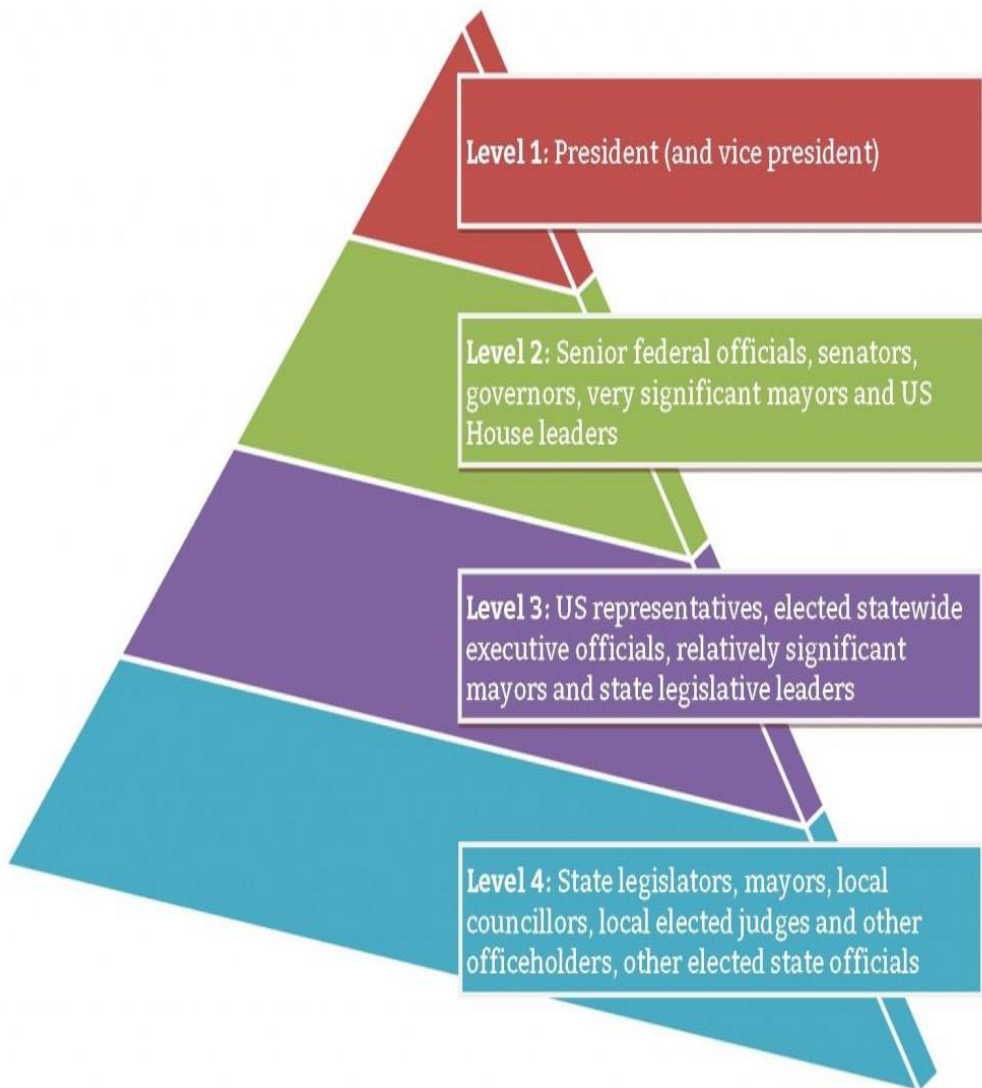 Level 1: President (and vice president)
Level 2: Senior federal officials, senators,
governors, very significant mayors and US
House leaders
Level 3: US representatives, elected statewide
executive officials, relatively significant
mayors and state legislative leaders
Level 4: State legislators, mayors, local
councillors, local elected judges and other
officeholders, other elected state officials